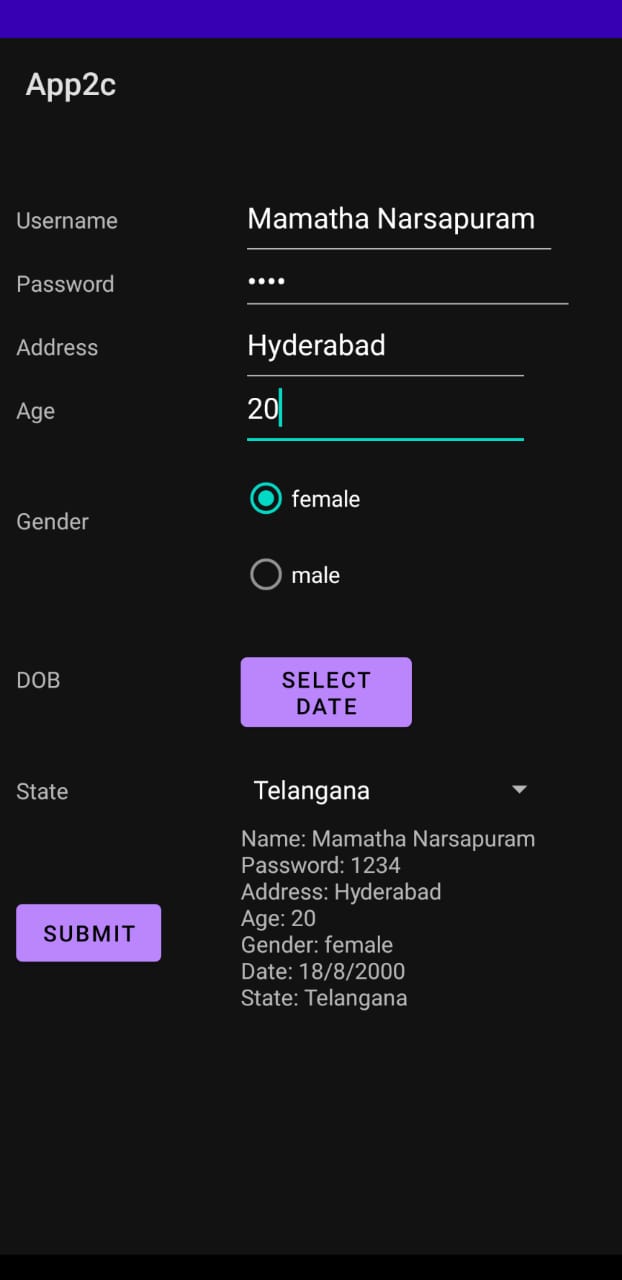 App2c
Username Mamatha Narsapuram
Password ••••
Address Hyderabad
Age 20
Gender
female
male
DOB
SELECT
DATE
State Telangana
Name: Mamatha Narsapuram
Password: 1234
Address: Hyderabad
Age: 20
Gender: female
Date: 18/8/2000
State: Telangana
SUBMIT